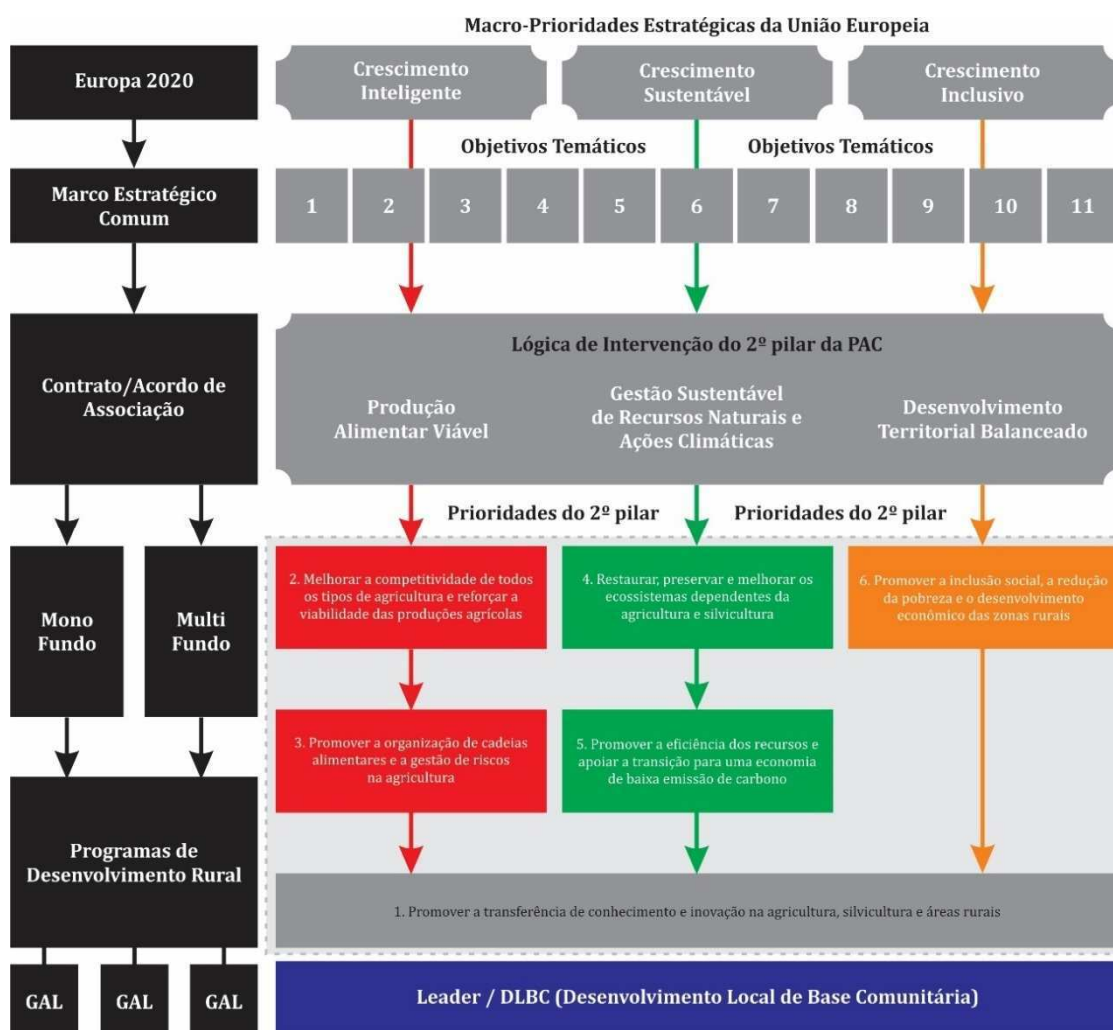 Macro-Prioridades Estratégicas da União Europeia
Europa 2020
Crescimento
Inteligente
Crescimento
Sustentável
Crescimento
Inclusivo
Objetivos Temáticos
Objetivos Temáticos
Marco Estratégico
Comum
1
2
3
4
5
6
7
8
9
10
11
Contrato/Acordo de
Associação
Lógica de Intervenção do 2º pilar da PAC
Produção
Alimentar Viável
Gestão Sustentável
de Recursos Naturais e
Ações Climáticas
Desenvolvimento
Territorial Balanceado
Prioridades do 2º pilar
Prioridades do 2º pilar
Mono
Fundo
Multi
Fundo
2. Melhorar a competitividade de todos
os tipos de agricultura e reforçar a
viabilidade das produções agrícolas
4. Restaurar, preservar e melhorar os
ecossistemas dependentes da
agricultura e silvicultura
6. Promover a inclusão social, a redução
da pobreza e o desenvolvimento
econômico das zonas rurais
3. Promover a organização de cadeias
alimentares e a gestão de riscos
na agricultura
5. Promover a eficiência dos recursos e
apoiar a transição para uma economia
de baixa emissão de carbono
Programas de
Desenvolvimento Rural
1. Promover a transferência de conhecimento e inovação na agricultura, silvicultura e áreas rurais
GAL
GAL
GAL
Leader / DLBC (Desenvolvimento Local de Base Comunitária)